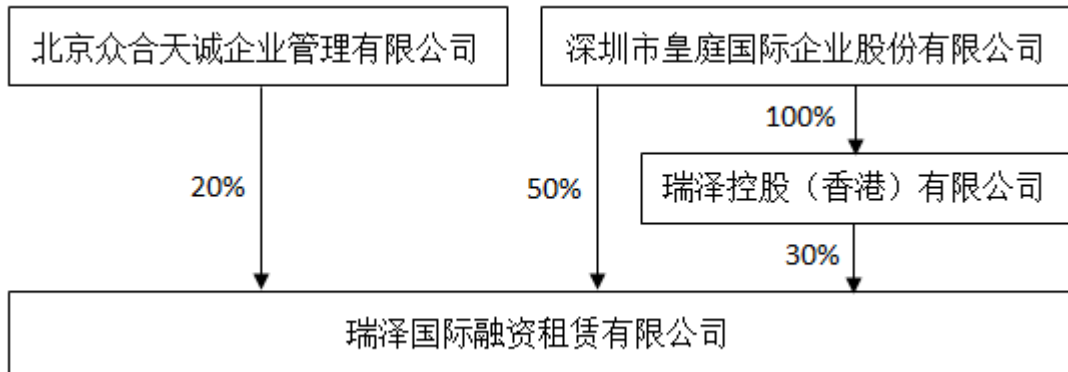 北京众合天诚企业管理有限公司
深圳市皇庭国际企业股份有限公司
100%
瑞泽控股（香港）有限公司
20%
50%
30%
瑞泽国际融资租赁有限公司